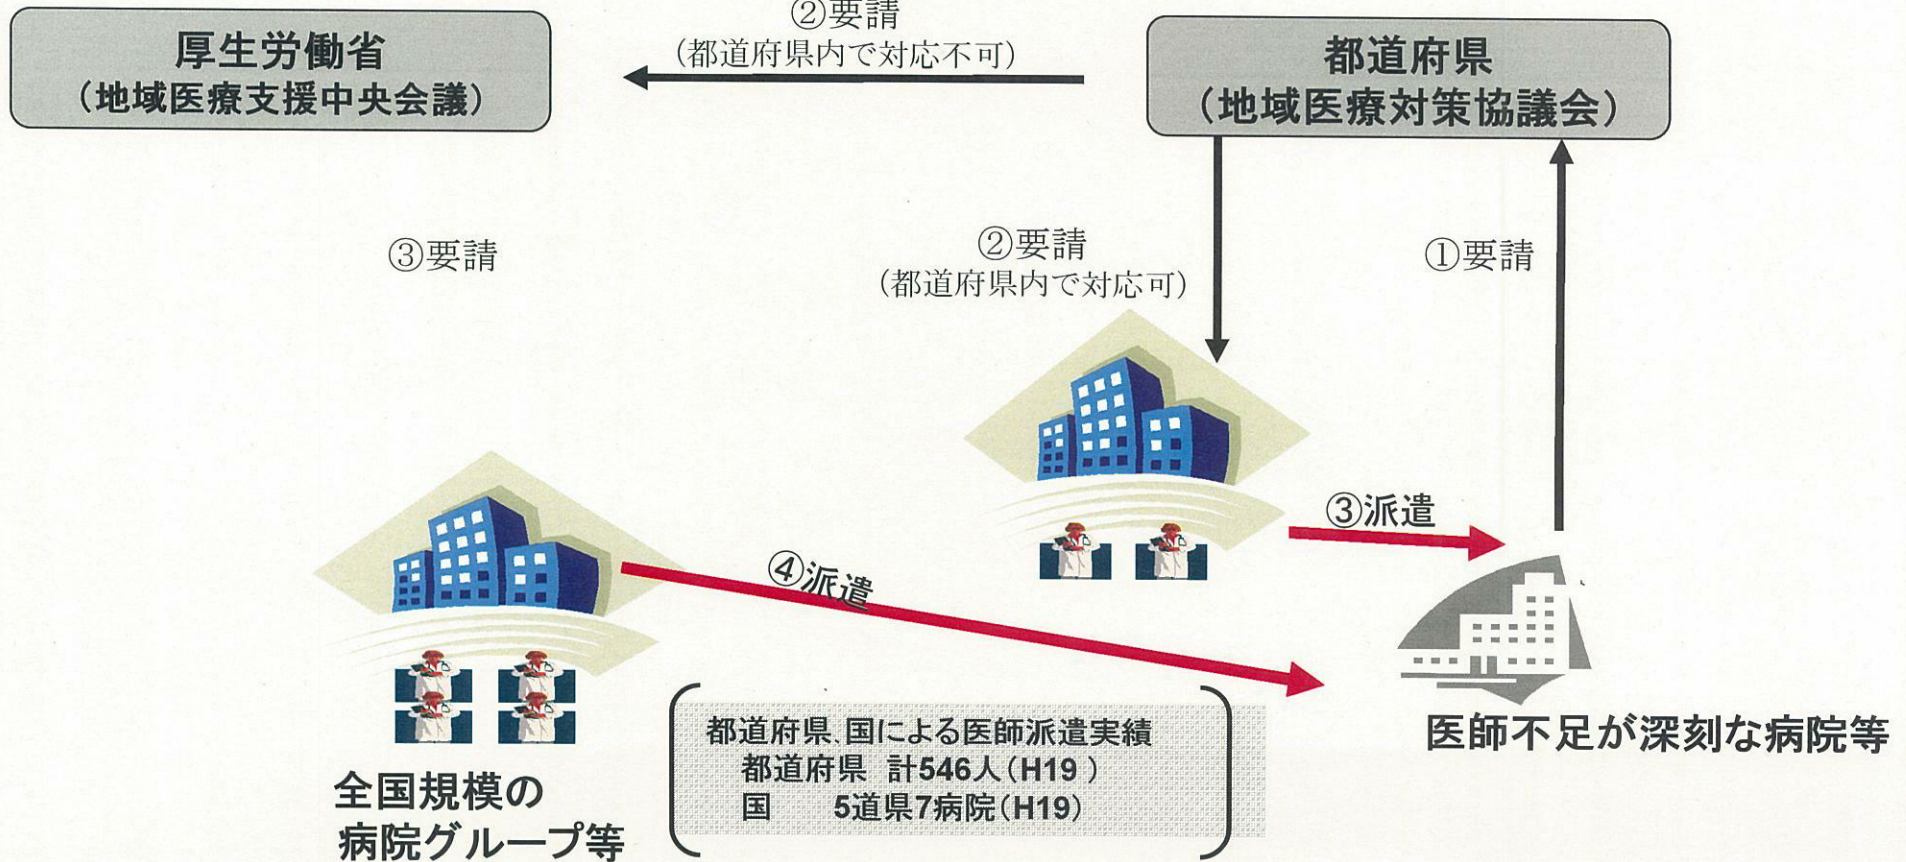 ②要請
(都道府県内で対応不可)
厚生労働省
(地域医療支援中央会議)
都道府県
(地域医療対策協議会)
③要請
②要請
(都道府県内で対応可)
①要請
③派遣
④派遣
医師不足が深刻な病院等
都道府県、国による医師派遣実績
都道府県 計546人(H19 )
国 5道県7病院(H19)
全国規模の
病院グループ等